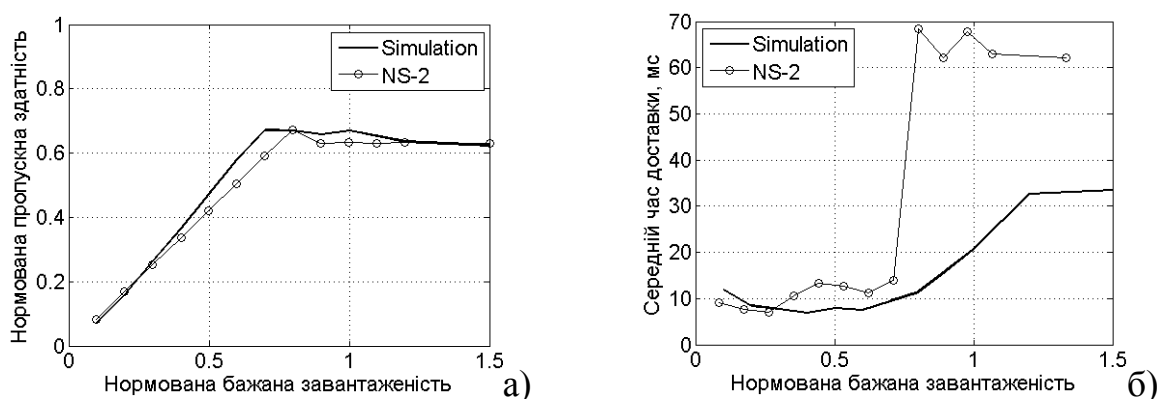 Нормована пропускна здатність
1
0.8
0.6
0.4
0.2
0
0
0.5
1
1.5
Simulation
NS-2
Нормована бажана завантаженість
а)
Середній час доставки, мс
70
60
50
40
30
20
10
0
0
0.5
1
1.5
Simulation
NS-2
Нормована бажана завантаженість
б)